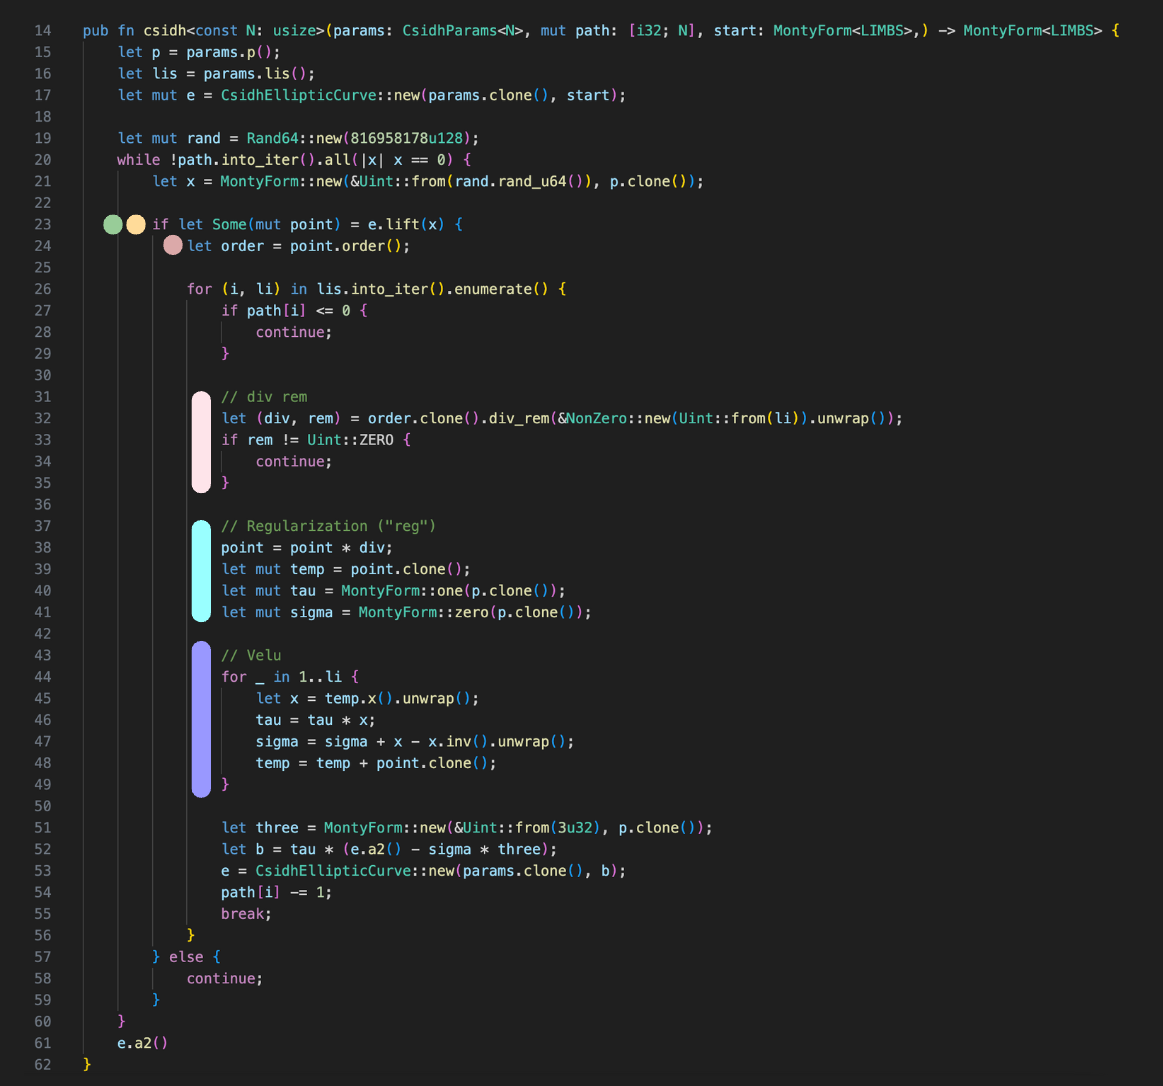 14 pub fn csidh<const N: usize>(params: CsidhParams<N>, mut path: [i32; N], start: MontyForm<LIMBS>,) -> MontyForm<LIMBS> {
15 let p = params.p();
16 let lis = params.lis();
17 let mut e = CsidhEllipticCurve::new(params.clone(), start);
18
19 let mut rand = Rand64::new(816958178u128);
20 while !path.into_iter().all(|x| x == 0) {
21 let x = MontyForm::new(&Uint::from(rand.rand_u64()), p.clone());
22
23 if let Some(mut point) = e.lift(x) {
24 let order = point.order();
25
26 for (i, li) in lis.into_iter().enumerate() {
27 if path[i] <= 0 {
28 continue;
29 }
30
31 // div rem
32 let (div, rem) = order.clone().div_rem(&NonZero::new(Uint::from(li)).unwrap());
33 if rem != Uint::ZERO {
34 continue;
35 }
36
37 // Regularization ("reg")
38 point = point * div;
39 let mut temp = point.clone();
40 let mut tau = MontyForm::one(p.clone());
41 let mut sigma = MontyForm::zero(p.clone());
42
43 // Velu
44 for _ in 1..li {
45 let x = temp.x().unwrap();
46 tau = tau * x;
47 sigma = sigma + x - x.inv().unwrap();
48 temp = temp + point.clone();
49 }
50
51 let three = MontyForm::new(&Uint::from(3u32), p.clone());
52 let b = tau * (e.a2() - sigma * three);
53 e = CsidhEllipticCurve::new(params.clone(), b);
54 path[i] -= 1;
55 break;
56 }
57 } else {
58 continue;
59 }
60 }
61 e.a2()
62 }